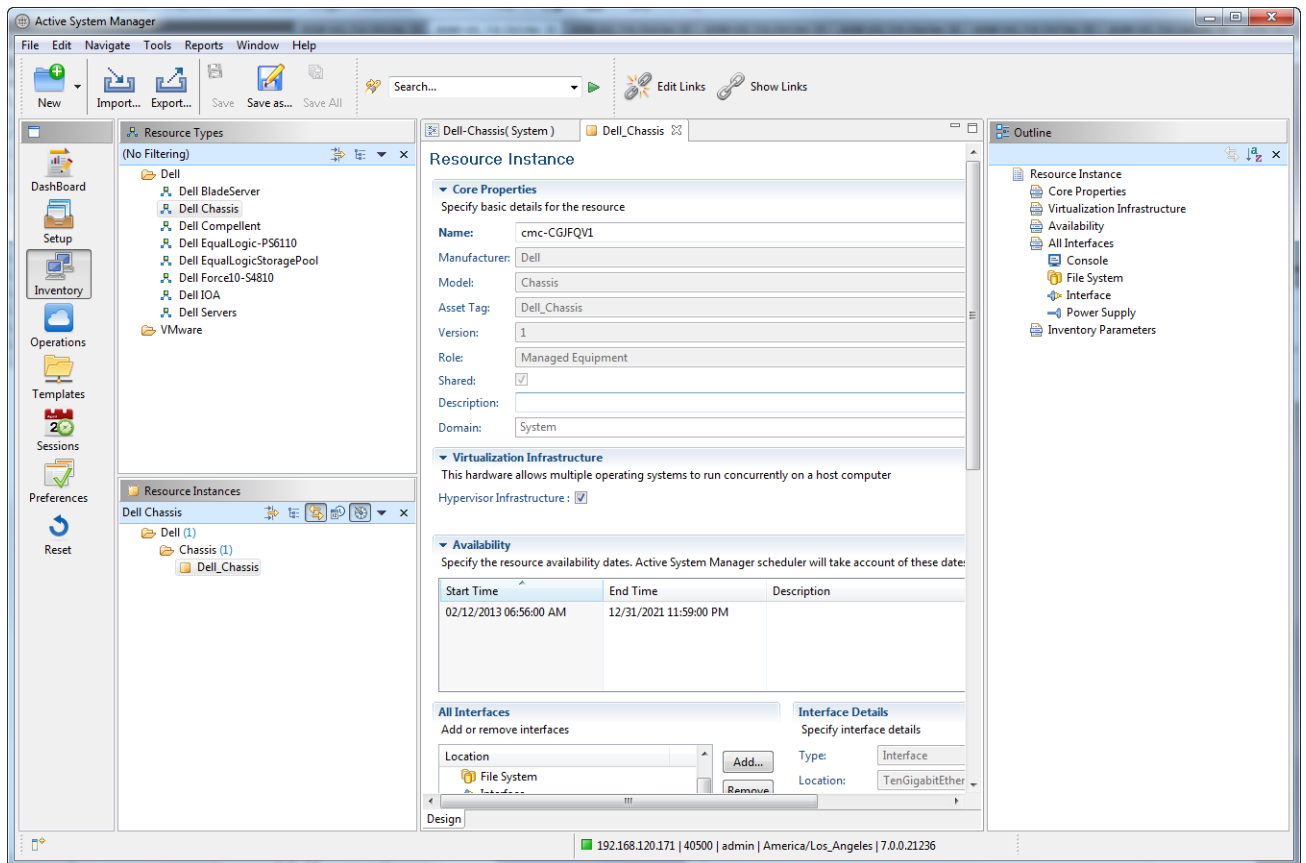 Active System Manager
File Edit Navigate Tools Reports Window Help
New
Import...
Export...
Save
Save as...
Save All
Search...
Edit Links
Show Links
DashBoard
Setup
Inventory
Operations
Templates
Sessions
Preferences
Reset
Resource Types
(No Filtering)
Dell
Dell BladeServer
Dell Chassis
Dell Compellent
Dell EqualLogic-PS6110
Dell EqualLogicStoragePool
Dell Force10-S4810
Dell IOA
Dell Servers
VMware
Resource Instances
Dell Chassis
Dell (1)
Chassis (1)
Dell_Chassis
Dell-Chassis( System )
Dell_Chassis
Resource Instance
Core Properties
Specify basic details for the resource
Name: cmc-CGJFQV1
Manufacturer: Dell
Model: Chassis
Asset Tag: Dell_Chassis
Version: 1
Role: Managed Equipment
Shared:
Description:
Domain: System
Virtualization Infrastructure
This hardware allows multiple operating systems to run concurrently on a host computer
Hypervisor Infrastructure :
Availability
Specify the resource availability dates. Active System Manager scheduler will take account of these date
Start Time End Time Description
02/12/2013 06:56:00 AM 12/31/2021 11:59:00 PM
All Interfaces
Add or remove interfaces
Location
File System
Add...
Remove
Interface Details
Specify interface details
Type: Interface
Location: TenGigabitEther
Design
Outline
Resource Instance
Core Properties
Virtualization Infrastructure
Availability
All Interfaces
Console
File System
Interface
Power Supply
Inventory Parameters
192.168.120.171 | 40500 | admin | America/Los_Angeles | 7.0.0.21236